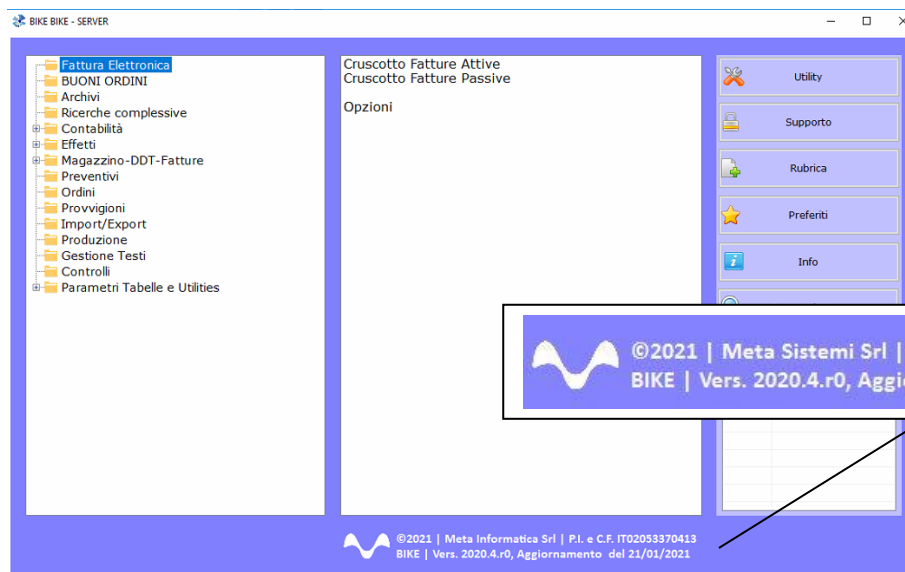 BIKE BIKE - SERVER
Fattura Elettronica
BUONI ORDINI
Archivi
Ricerche complessive
Contabilità
Effetti
Magazzino-DDT-Fatture
Preventivi
Ordini
Provvigioni
Import/Export
Produzione
Gestione Testi
Controlli
Parametri Tabelle e Utilities
Cruscotto Fatture Attive
Cruscotto Fatture Passive
Opzioni
Utility
Supporto
Rubrica
Preferiti
Info
©2021 | Meta Sistemi Srl |
BIKE | Vers. 2020.4.r0,
©2021 | Meta Informatica Srl | P.I. e C.F. IT02053370413
BIKE | Vers. 2020.4.r0, Aggiornamento del 21/01/2021